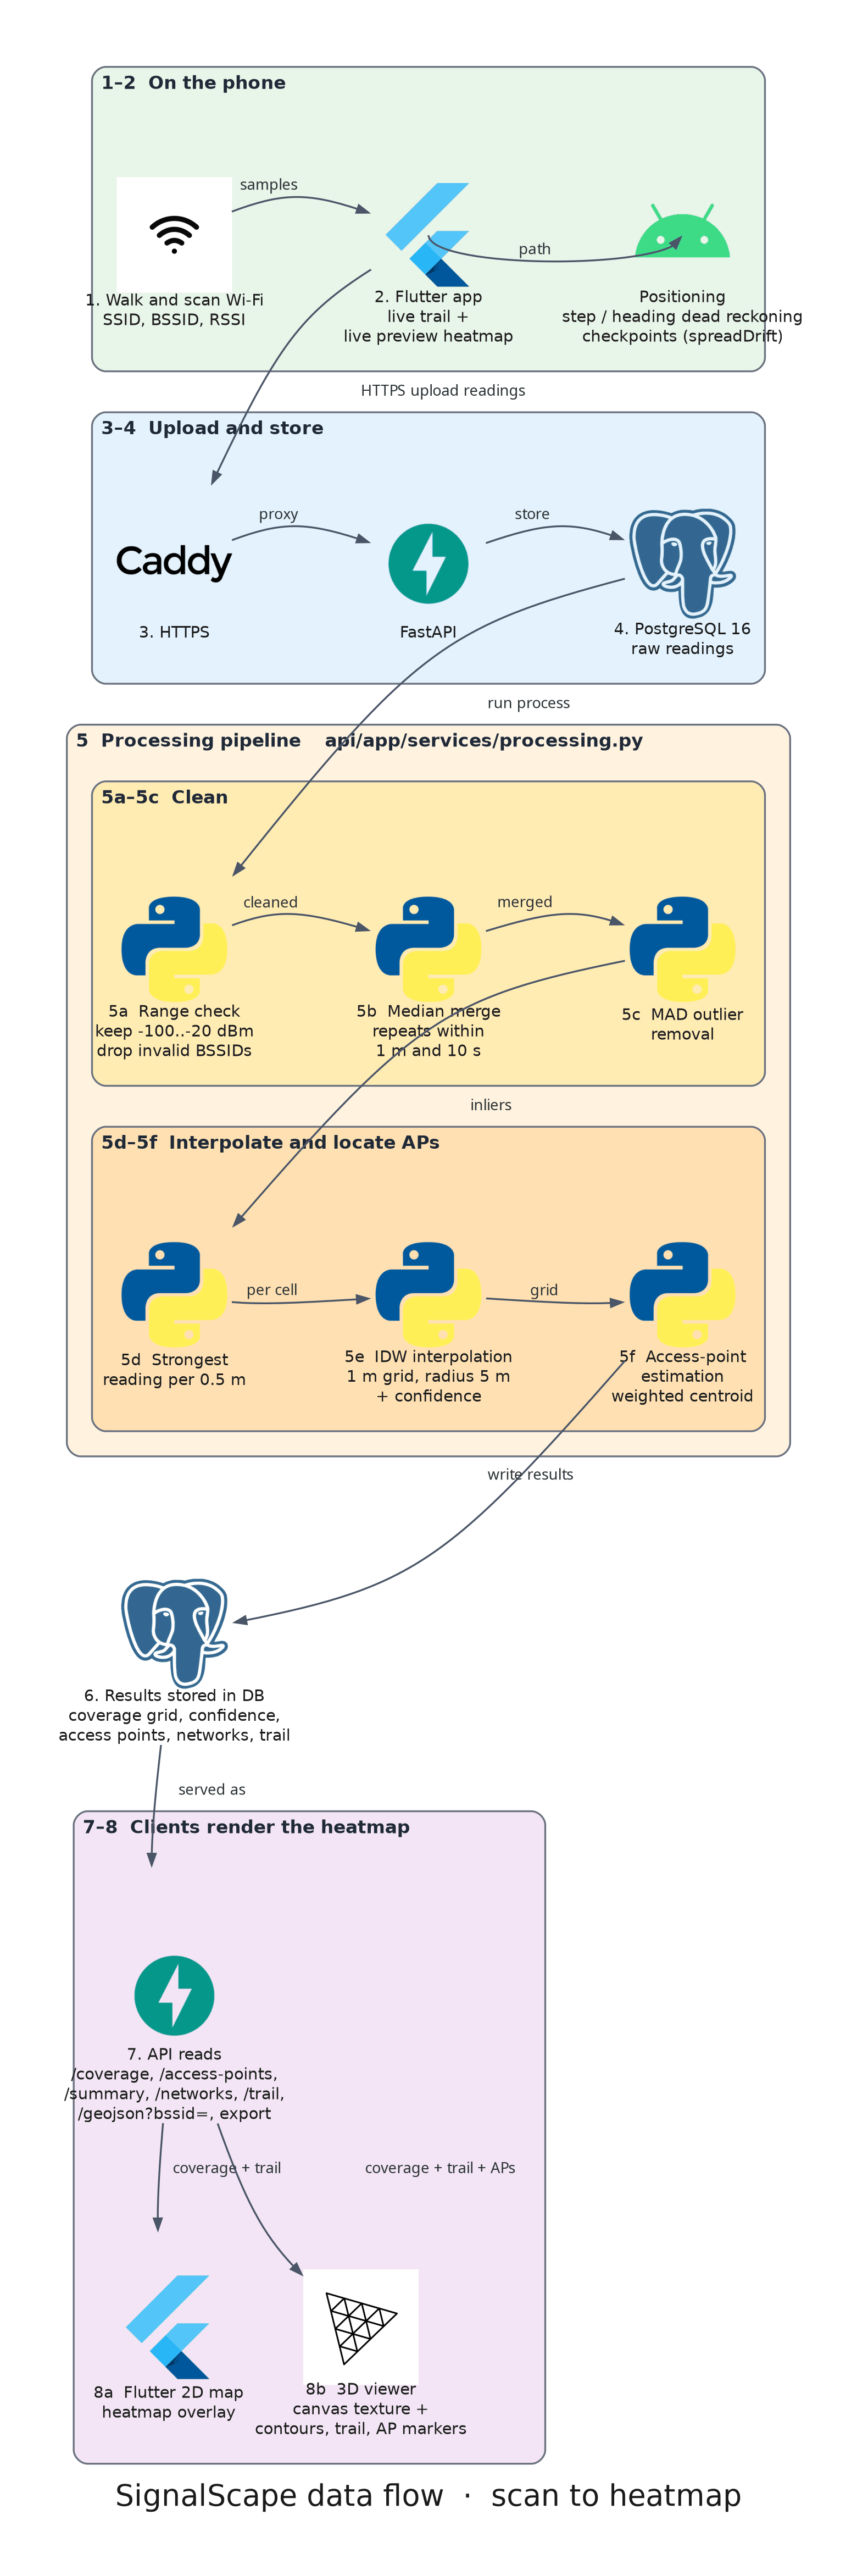 1–2  On the phone
samples
path
1. Walk and scan Wi-Fi
SSID, BSSID, RSSI
2. Flutter app
live trail +
live preview heatmap
Positioning
step / heading dead reckoning
checkpoints (spreadDrift)
HTTPS upload readings
3–4  Upload and store
proxy
store
Caddy
3. HTTPS
FastAPI
4. PostgreSQL 16
raw readings
run process
5  Processing pipeline    api/app/services/processing.py
5a–5c  Clean
cleaned
merged
5a  Range check
keep -100..-20 dBm
drop invalid BSSIDs
5b  Median merge
repeats within
1 m and 10 s
5c  MAD outlier
removal
inliers
5d–5f  Interpolate and locate APs
per cell
grid
5d  Strongest
reading per 0.5 m
5e  IDW interpolation
1 m grid, radius 5 m
+ confidence
5f  Access-point
estimation
weighted centroid
write results
6. Results stored in DB
coverage grid, confidence,
access points, networks, trail
served as
7–8  Clients render the heatmap
7. API reads
/coverage, /access-points,
/summary, /networks, /trail,
/geojson?bssid=, export
coverage + trail
coverage + trail + APs
8a  Flutter 2D map
heatmap overlay
8b  3D viewer
canvas texture +
contours, trail, AP markers
SignalScape data flow  ·  scan to heatmap